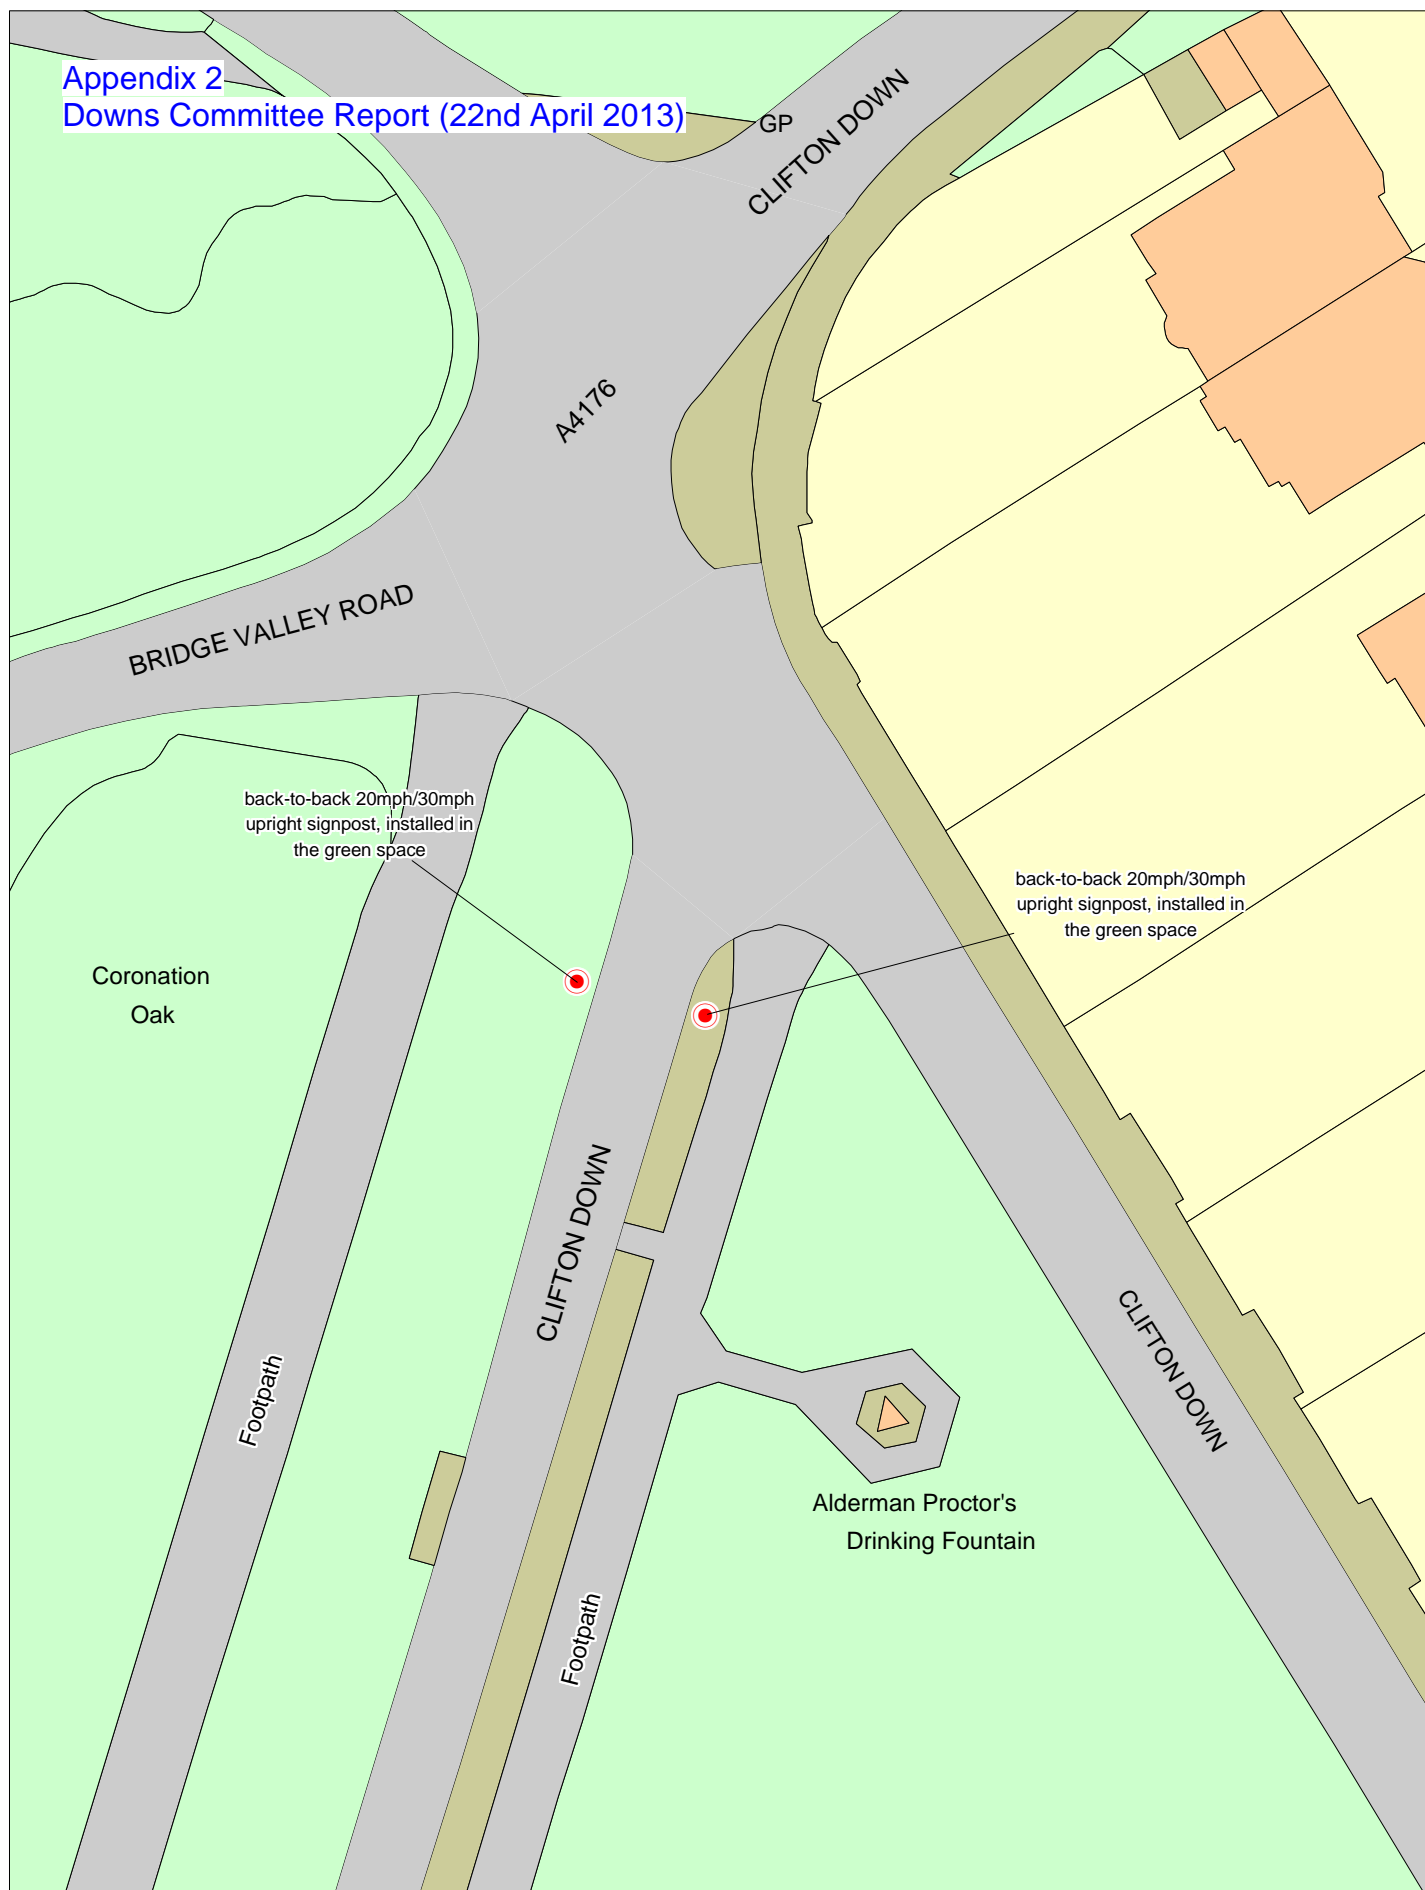 Appendix 2
Downs Committee Report (22nd April 2013)
GP
CLIFTON DOWN
A4176
BRIDGE VALLEY ROAD
back-to-back 20mph/30mph
upright signpost, installed in
the green space
back-to-back 20mph/30mph
upright signpost, installed in
the green space
Coronation
Oak
CLIFTON DOWN
CLIFTON DOWN
Footpath
Alderman Proctor's
Drinking Fountain
Footpath